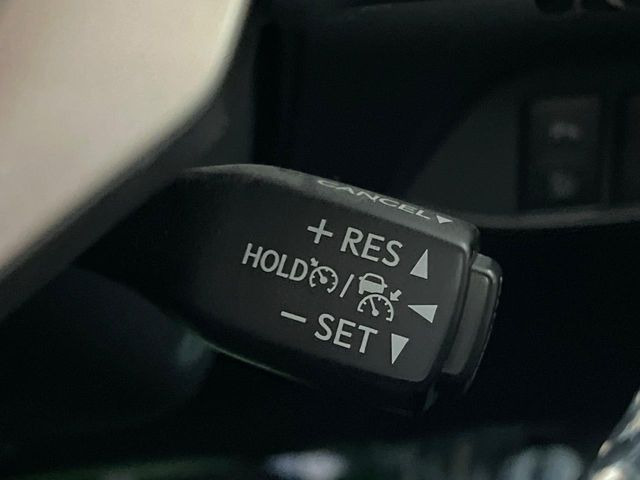 CANCEL
+ RES
HOLD /
− SET